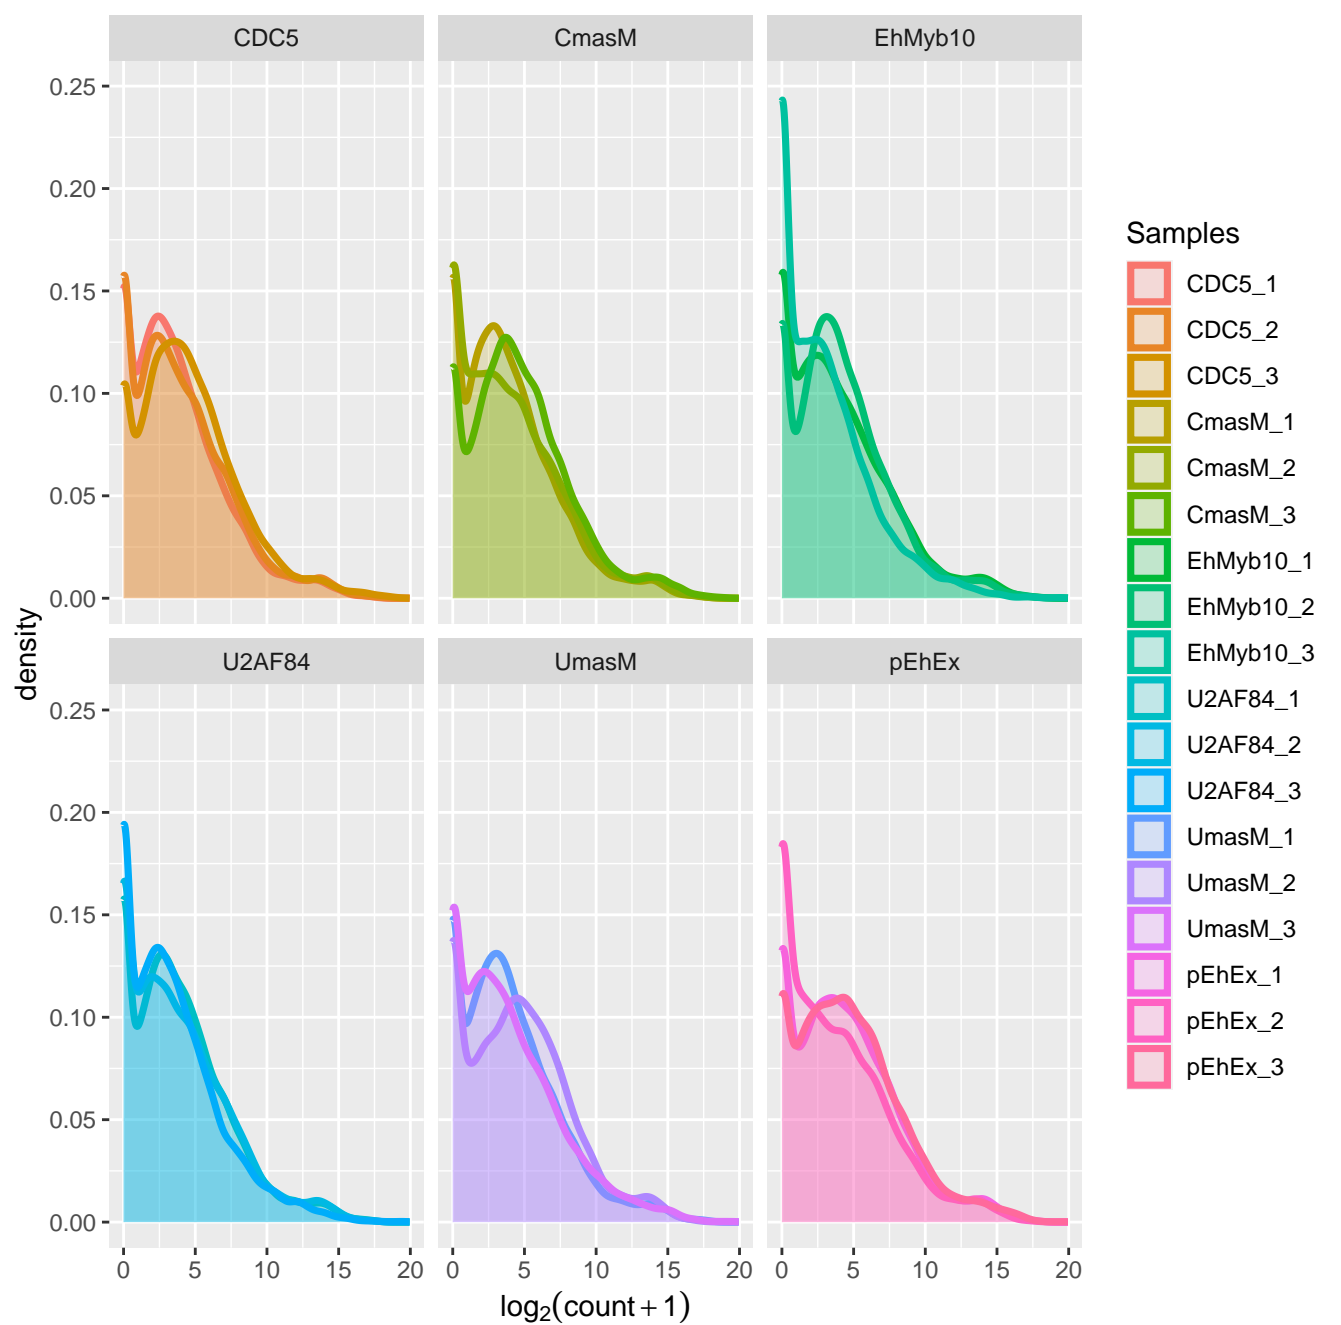 CDC5 CmasM EhMyb10
0.25
0.20
0.15
0.10
0.05
0.00
U2AF84 UmasM pEhEx
0.25
0.20
0.15
0.10
0.05
0.00
0 5 10 15 20 0 5 10 15 20 0 5 10 15 20
log₂(count + 1)
density
Samples
CDC5_1
CDC5_2
CDC5_3
CmasM_1
CmasM_2
CmasM_3
EhMyb10_1
EhMyb10_2
EhMyb10_3
U2AF84_1
U2AF84_2
U2AF84_3
UmasM_1
UmasM_2
UmasM_3
pEhEx_1
pEhEx_2
pEhEx_3